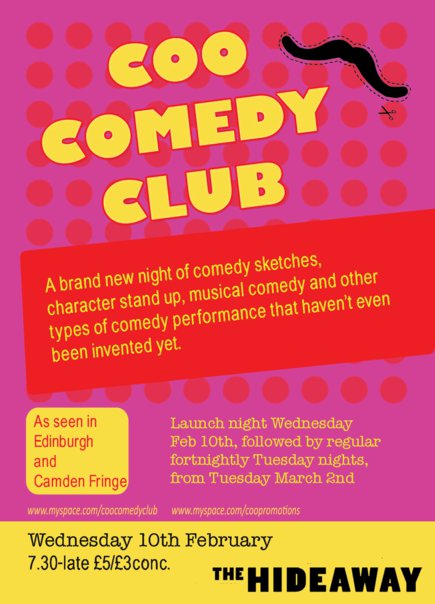 COO
COMEDY
CLUB
A brand new night of comedy sketches,
character stand up, musical comedy and other
types of comedy performance that haven't even
been invented yet.
As seen in
Edinburgh
and
Camden Fringe
Launch night Wednesday
Feb 10th, followed by regular
fortnightly Tuesday nights,
from Tuesday March 2nd
www.myspace.com/coocomedyclub www.myspace.com/coopromotions
Wednesday 10th February
7.30-late £5/£3conc.
THE HIDEAWAY